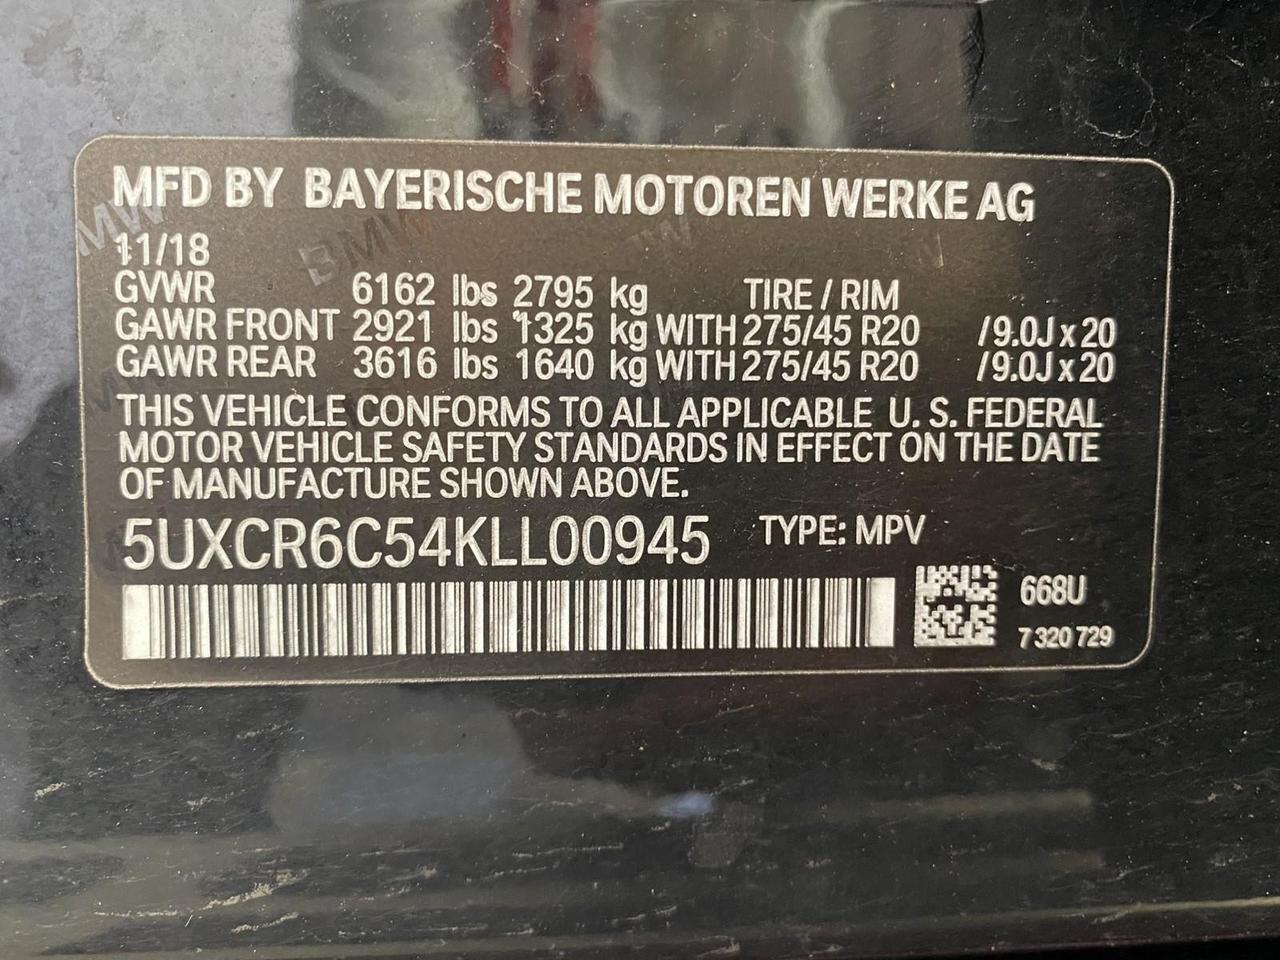 MFD BY BAYERISCHE MOTOREN WERKE AG
11/18
GVWR 6162 lbs 2795 kg TIRE / RIM
GAWR FRONT 2921 lbs 1325 kg WITH 275/45 R20 /9.0J x 20
GAWR REAR 3616 lbs 1640 kg WITH 275/45 R20 /9.0J x 20
THIS VEHICLE CONFORMS TO ALL APPLICABLE U. S. FEDERAL
MOTOR VEHICLE SAFETY STANDARDS IN EFFECT ON THE DATE
OF MANUFACTURE SHOWN ABOVE.
5UXCR6C54KLL00945 TYPE: MPV
668U
7 320 729